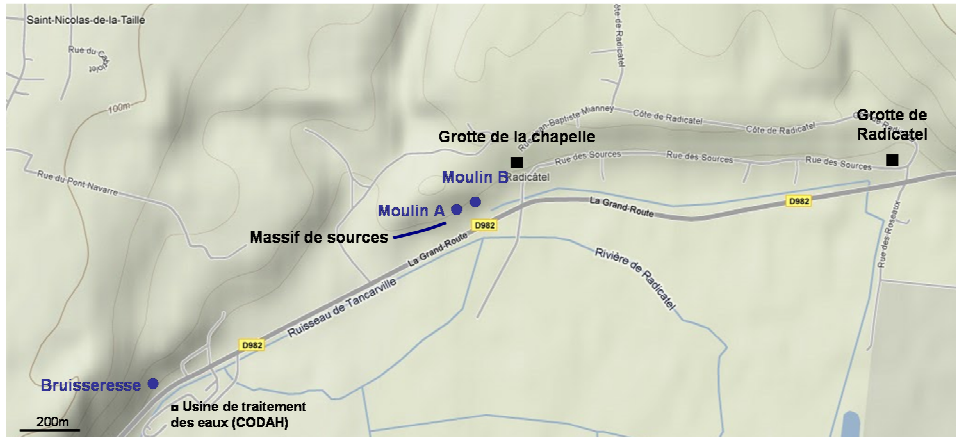 Saint-Nicolas-de-la-Taille
100m
Rue du Pont-Navarre
Côte de Radicatel
Côte de Radicatel
Grotte de la chapelle
Grotte de
Radicatel
Radicatel
Rue des Sources
Rue des Sources
Rue des Sources
Moulin B
Moulin A
Massif de sources
La Grand-Route
D982
D982
La Grand-Route
Rue des Roseaux
Rivière de Radicatel
Ruisseau de Tancarville
D982
Bruisseresse
Usine de traitement
des eaux (CODAH)
200m